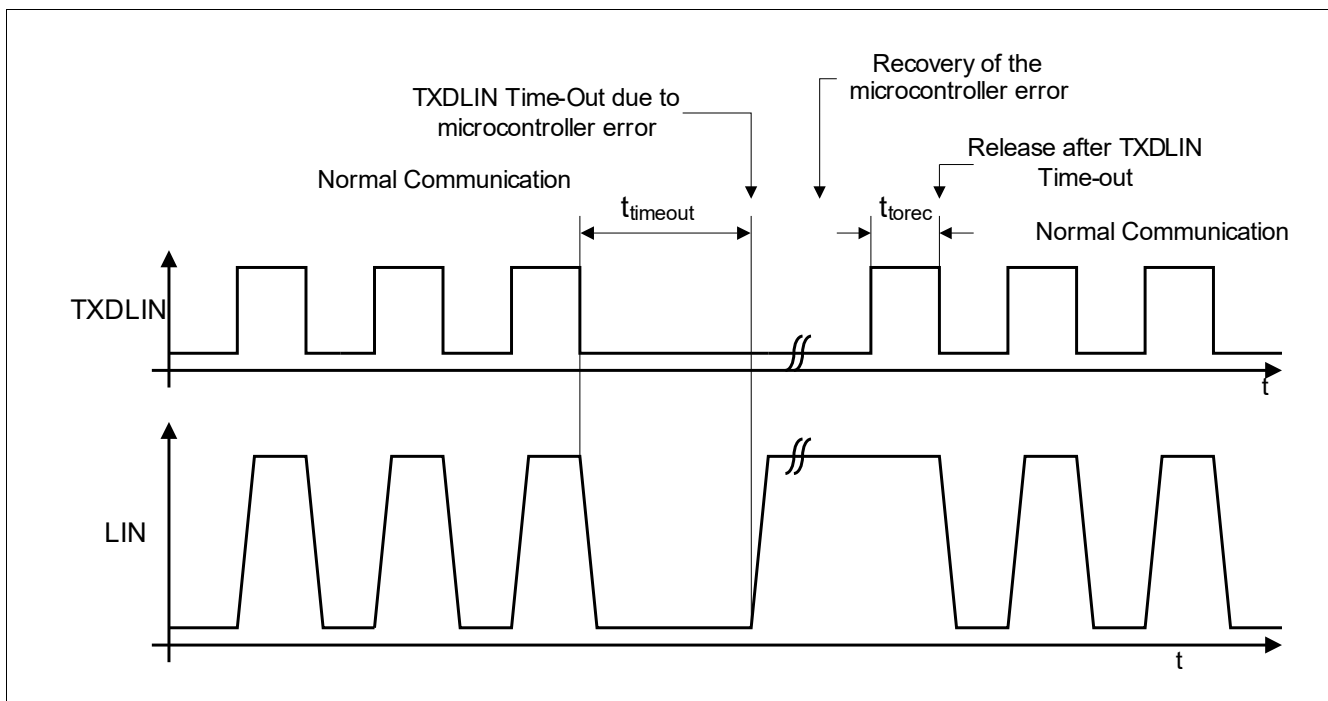 Recovery of the
microcontroller error
TXDLIN Time-Out due to
microcontroller error
Release after TXDLIN
Time-out
Normal Communication
ttimeout
ttorec
Normal Communication
TXDLIN
t
LIN
t